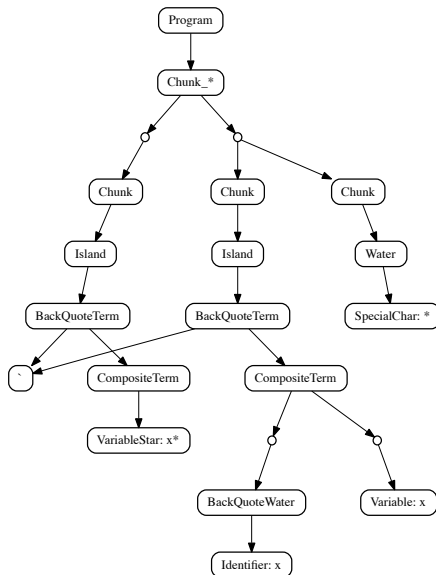 Program
Chunk_*
Chunk
Chunk
Chunk
Island
Island
Water
BackQuoteTerm
BackQuoteTerm
SpecialChar: *
`
CompositeTerm
CompositeTerm
VariableStar: x*
BackQuoteWater
Variable: x
Identifier: x